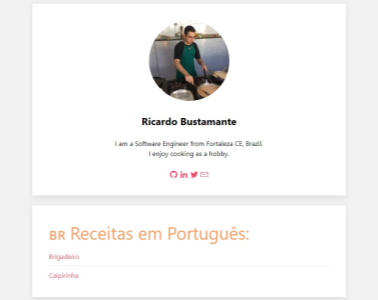 Ricardo Bustamante
I am a Software Engineer from Fortaleza CE, Brazil.
I enjoy cooking as a hobby.
BR Receitas em Português:
Brigadeiro
Caipirinha